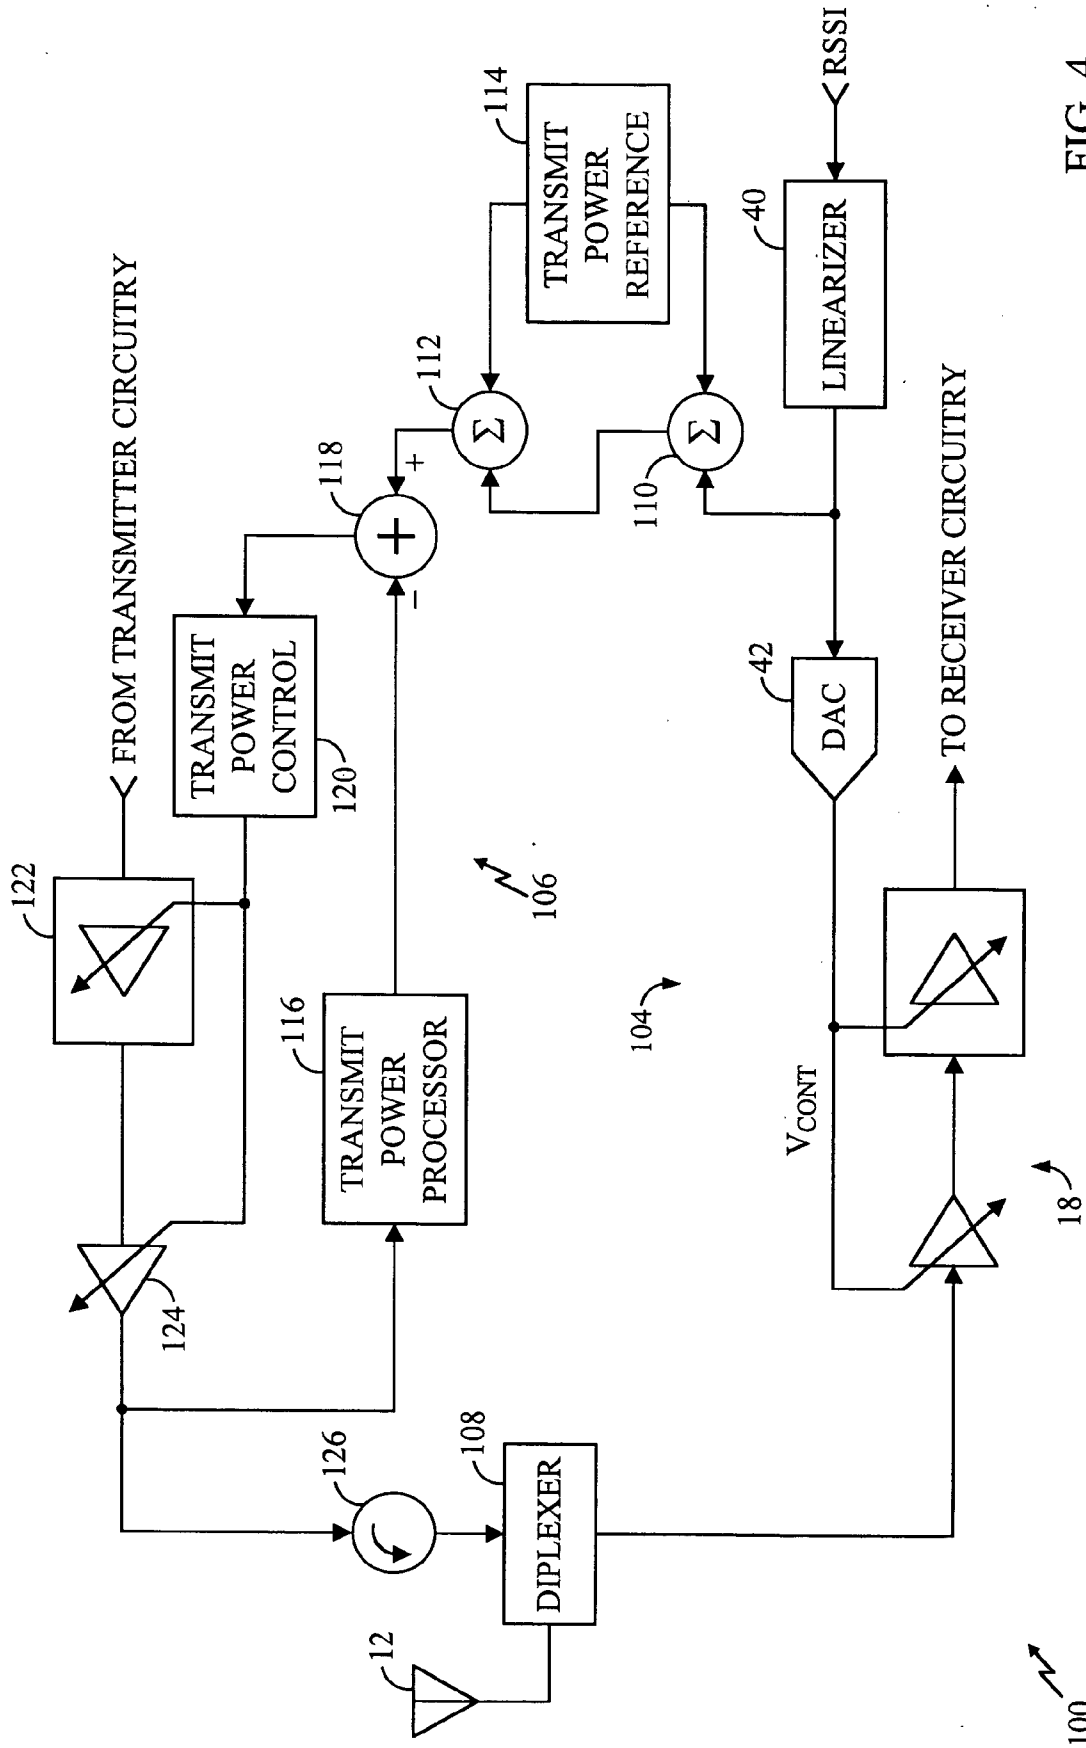 FROM TRANSMITTER CIRCUITRY
122
124
TRANSMIT
POWER
CONTROL
120
TRANSMIT
POWER
PROCESSOR
116
118
+
+
−
112
Σ
114
TRANSMIT
POWER
REFERENCE
110
Σ
106
126
108
DIPLEXER
12
104
RSSI
40
LINEARIZER
42
DAC
VCONT
TO RECEIVER CIRCUITRY
18
100
FIG. 4